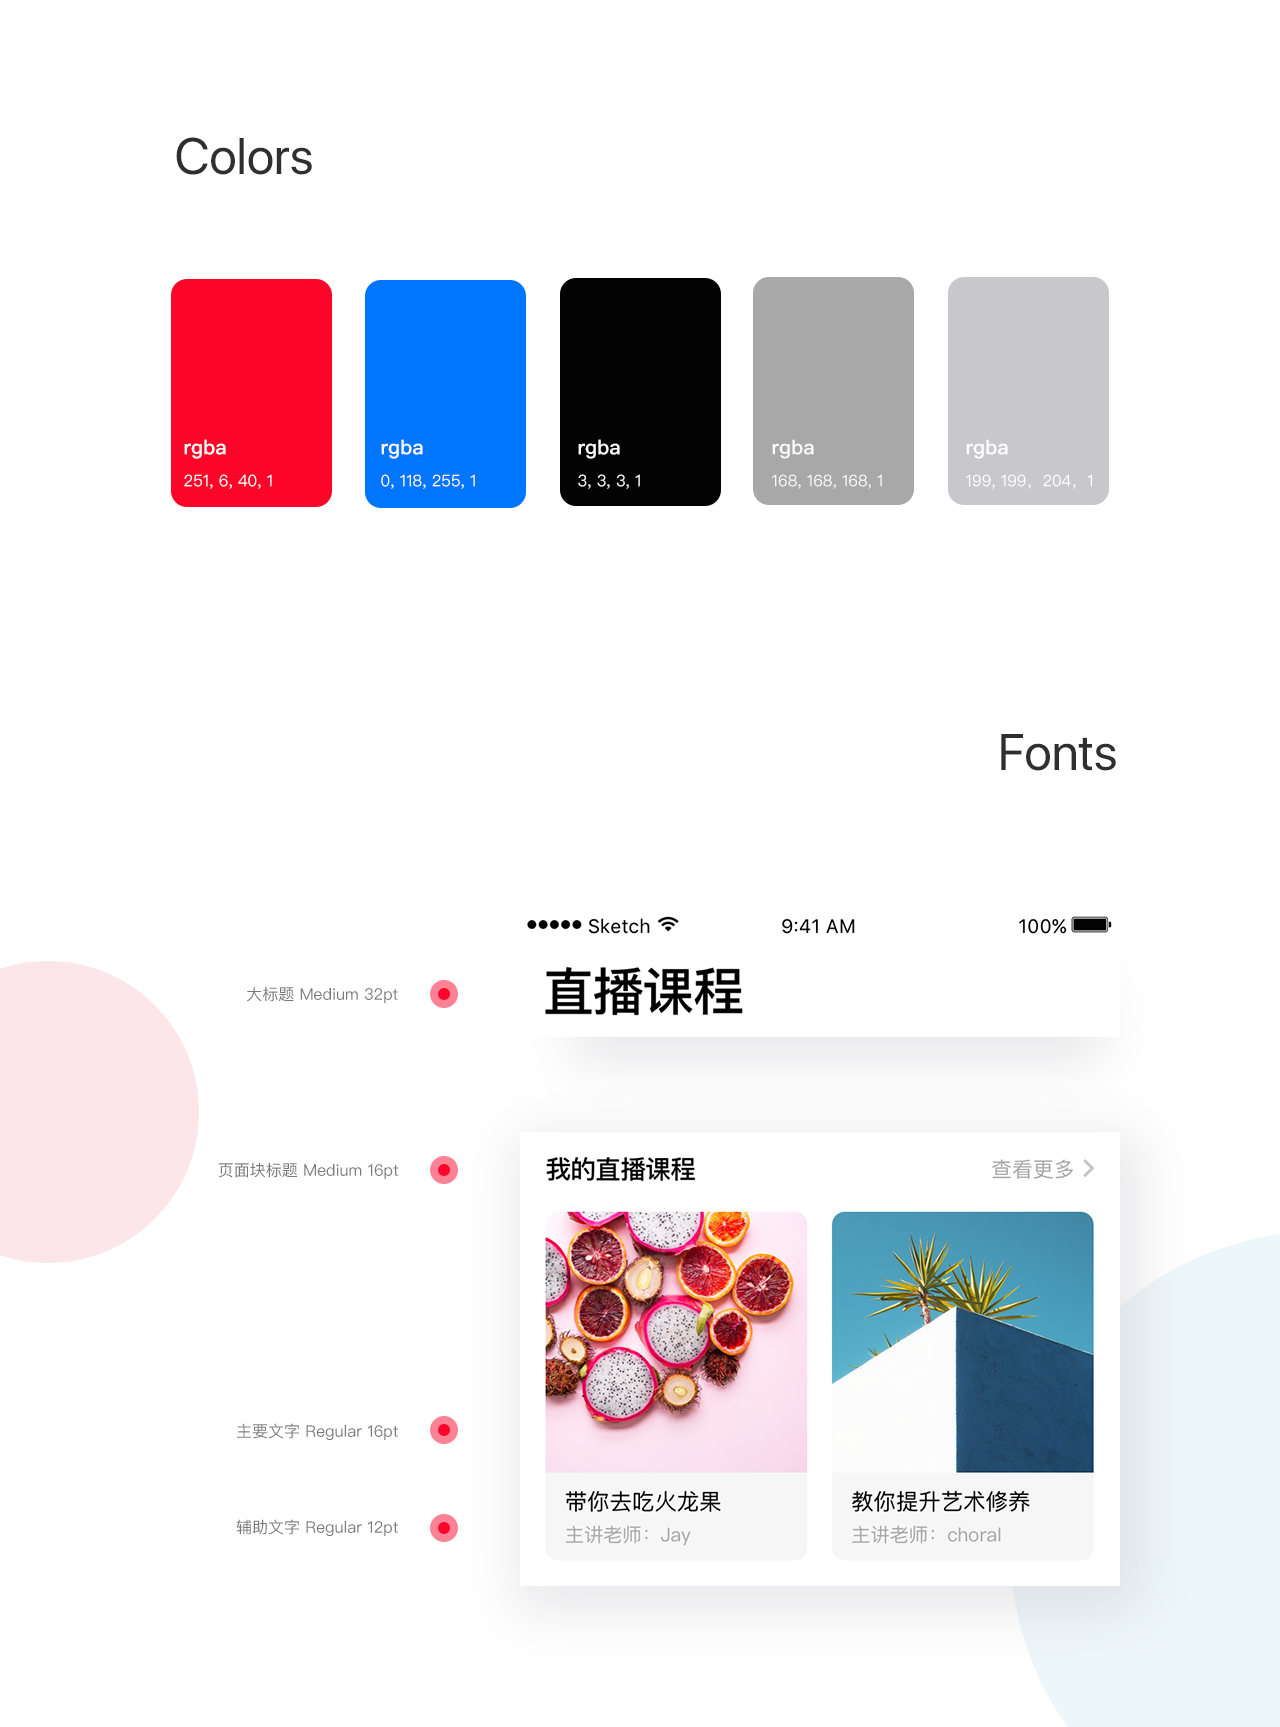 Colors
rgba
251, 6, 40, 1
rgba
0, 118, 255, 1
rgba
3, 3, 3, 1
rgba
168, 168, 168, 1
rgba
199, 199，204，1
Fonts
Sketch 9:41 AM 100%
大标题 Medium 32pt
直播课程
页面块标题 Medium 16pt
我的直播课程 查看更多
主要文字 Regular 16pt
辅助文字 Regular 12pt
带你去吃火龙果
主讲老师：Jay
教你提升艺术修养
主讲老师：choral